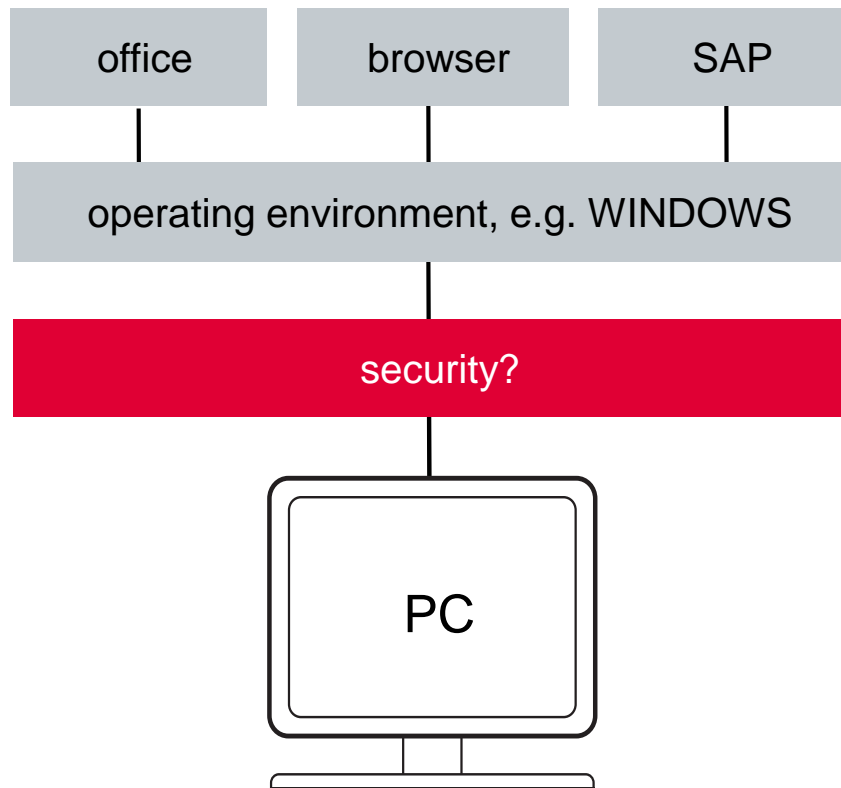 office
browser
SAP
operating environment, e.g. WINDOWS
security?
PC